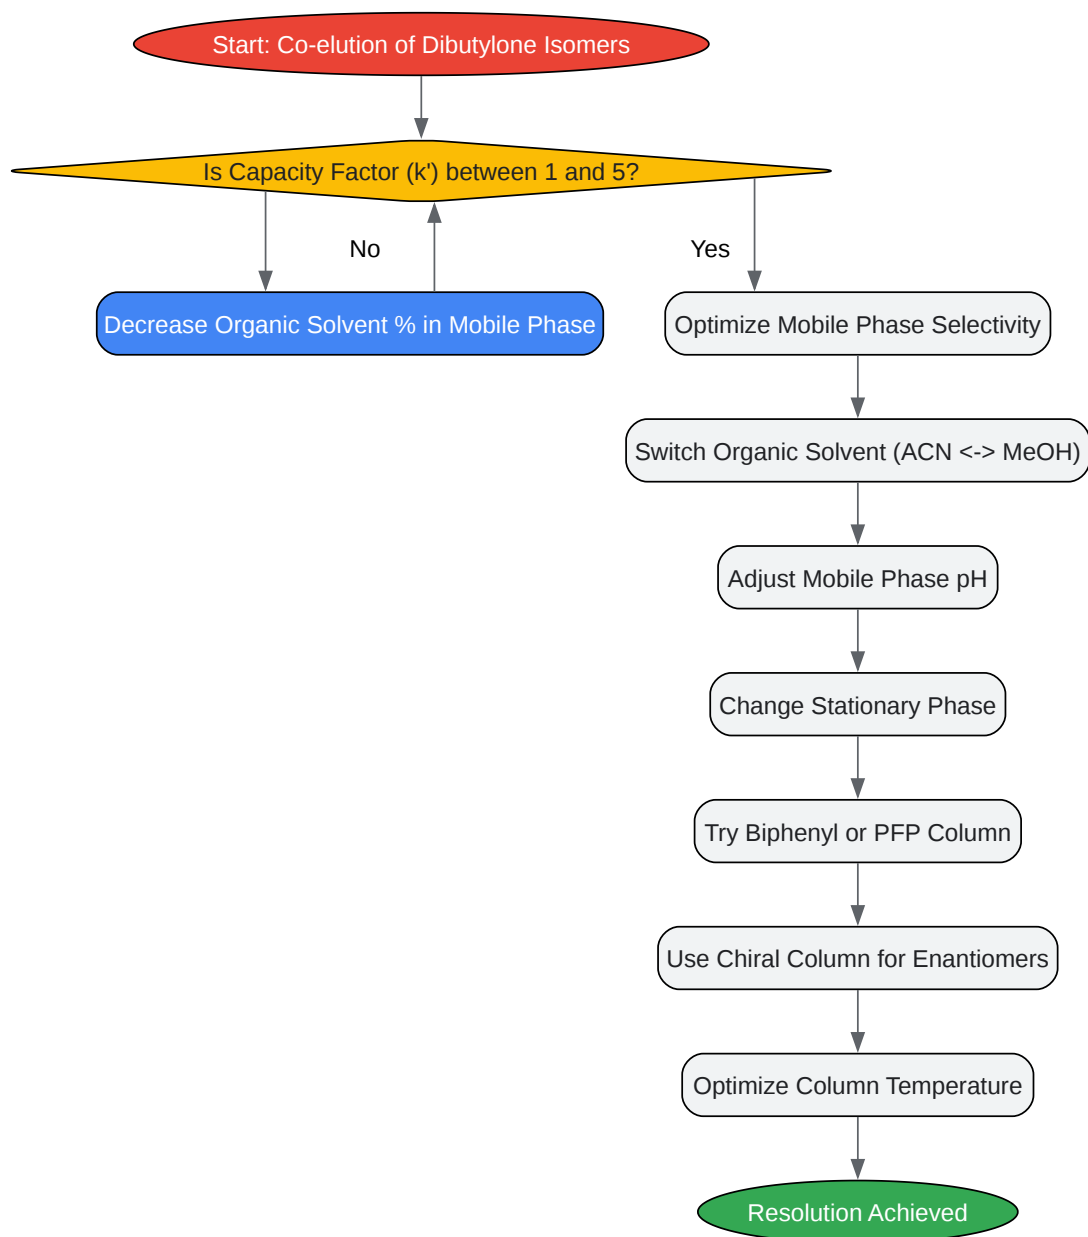 Start: Co-elution of Dibutylone Isomers
Is Capacity Factor (k') between 1 and 5?
No
Yes
Decrease Organic Solvent % in Mobile Phase
Optimize Mobile Phase Selectivity
Switch Organic Solvent (ACN <-> MeOH)
Adjust Mobile Phase pH
Change Stationary Phase
Try Biphenyl or PFP Column
Use Chiral Column for Enantiomers
Optimize Column Temperature
Resolution Achieved